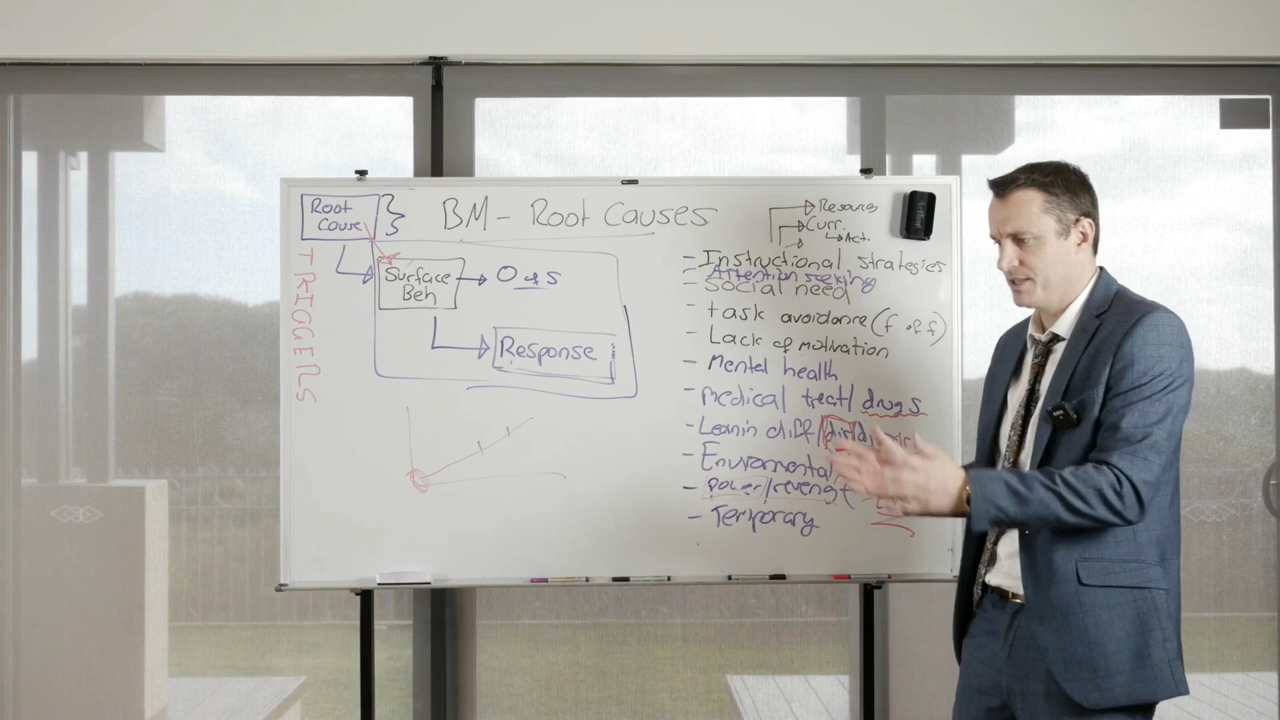 Root
Cause
BM - Root Causes
TRIGGERS
Surface
Beh
Response
Resources
Curr.
Act.
- Instructional strategies
- Attention seeking
- Social need
- task avoidance (f of f)
- Lack of motivation
- Mental health
- Medical treat/drugs
- Learnin diff/
- Environmental
- Power/revenge
- Temporary